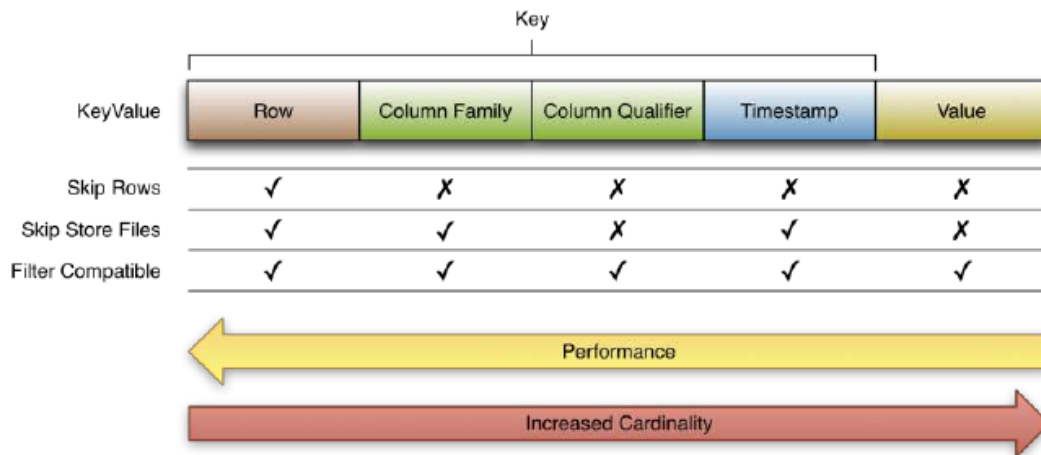 Key
KeyValue Row Column Family Column Qualifier Timestamp Value
Skip Rows ✓ ✗ ✗ ✗ ✗
Skip Store Files ✓ ✓ ✗ ✓ ✗
Filter Compatible ✓ ✓ ✓ ✓ ✓
Performance
Increased Cardinality